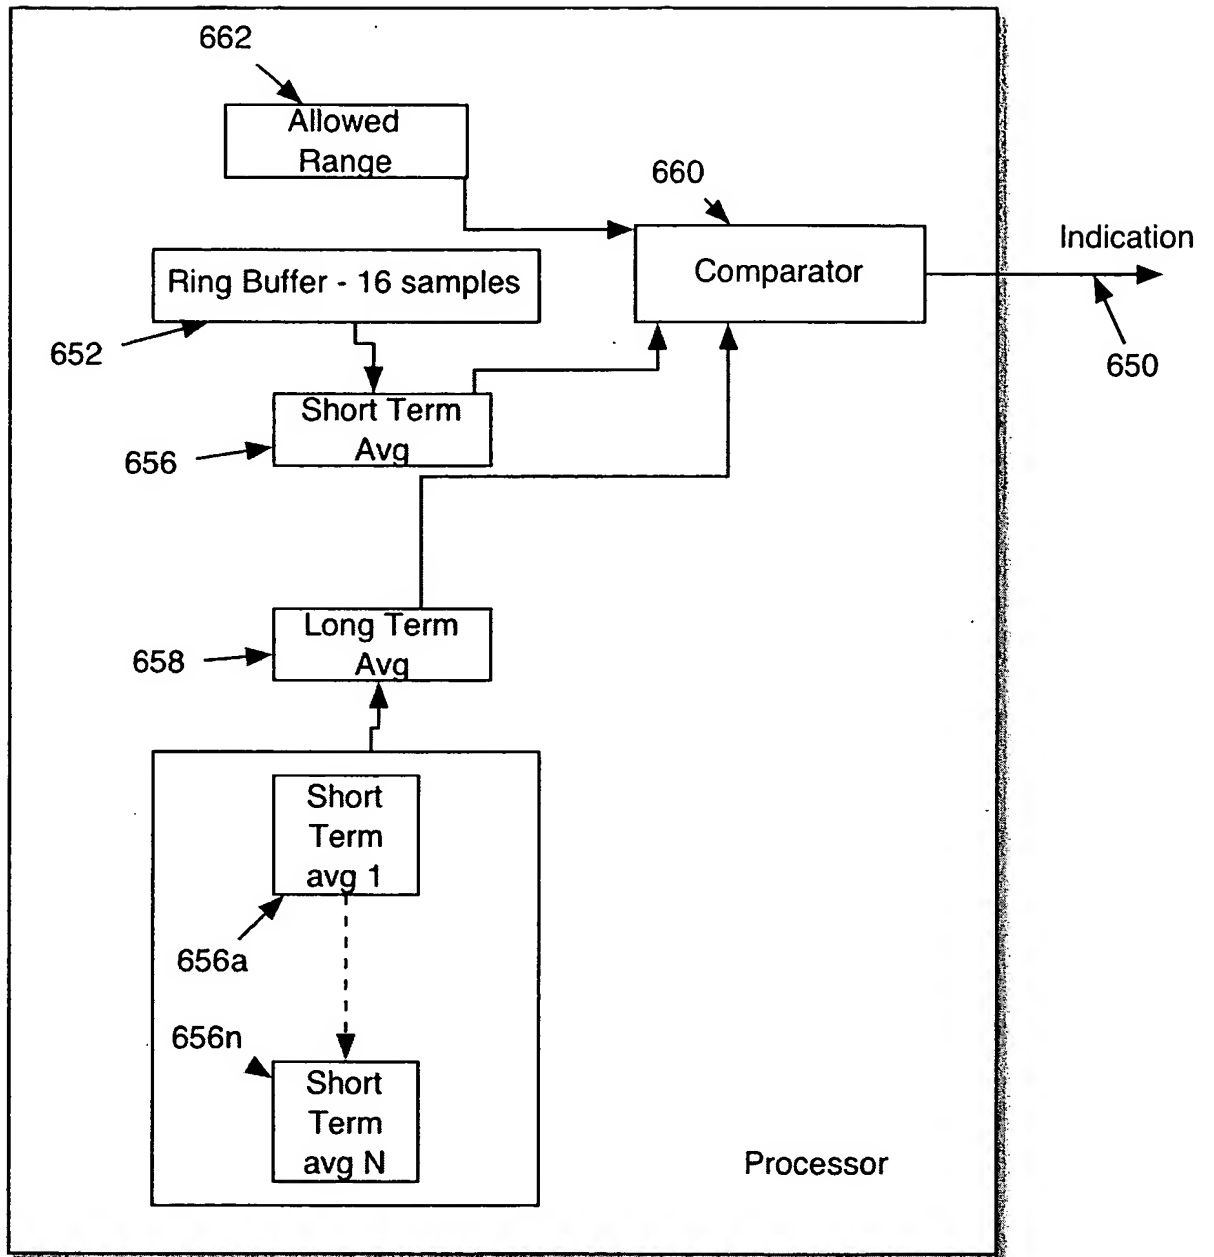 662
Allowed
Range
660
Indication
Comparator
Ring Buffer - 16 samples
652
650
Short Term
Avg
656
Long Term
Avg
658
Short
Term
avg 1
656a
656n
Short
Term
avg N
Processor